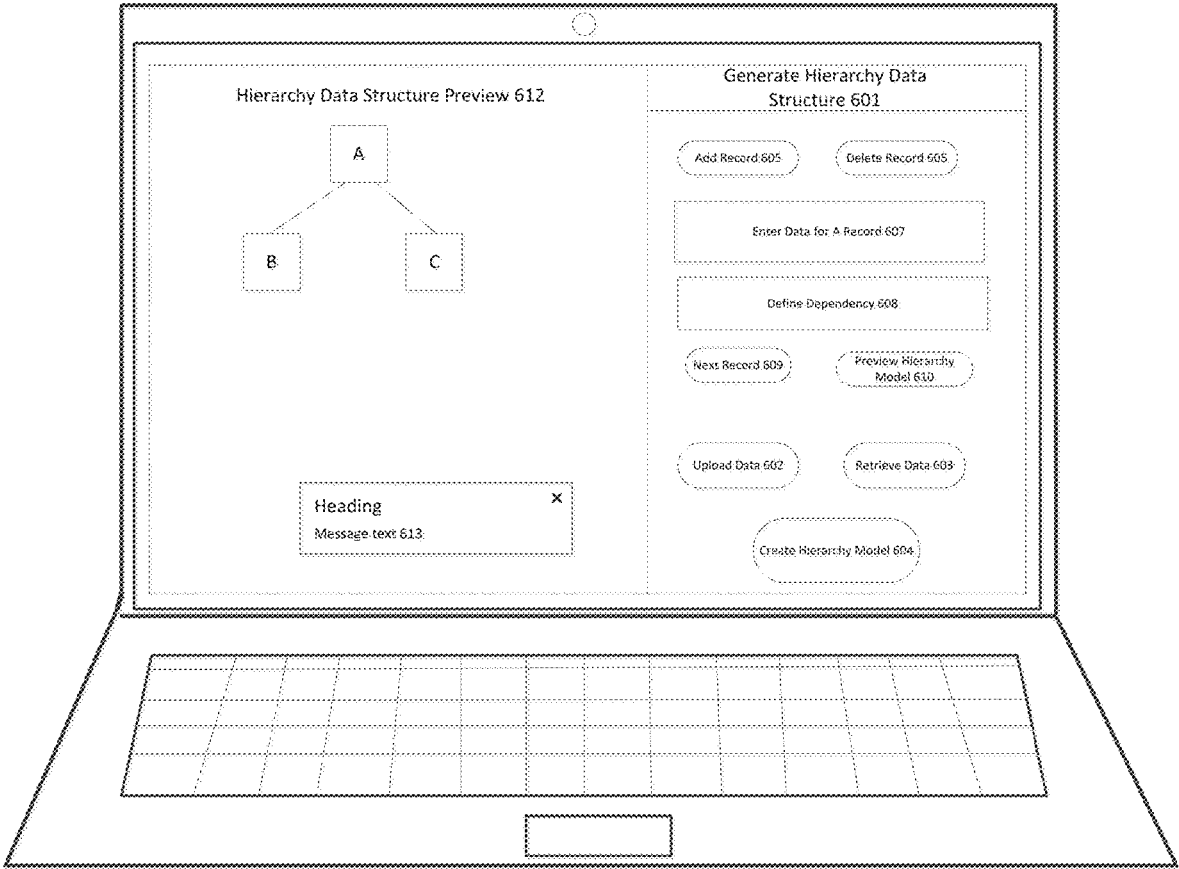 Hierarchy Data Structure Preview 612
A
B
C
Heading
×
Message text 613
Generate Hierarchy Data
Structure 601
Add Record 605
Delete Record 605
Enter Data for A Record 607
Define Dependency 608
Next Record 609
Preview Hierarchy
Model 610
Upload Data 602
Retrieve Data 603
Create Hierarchy Model 604